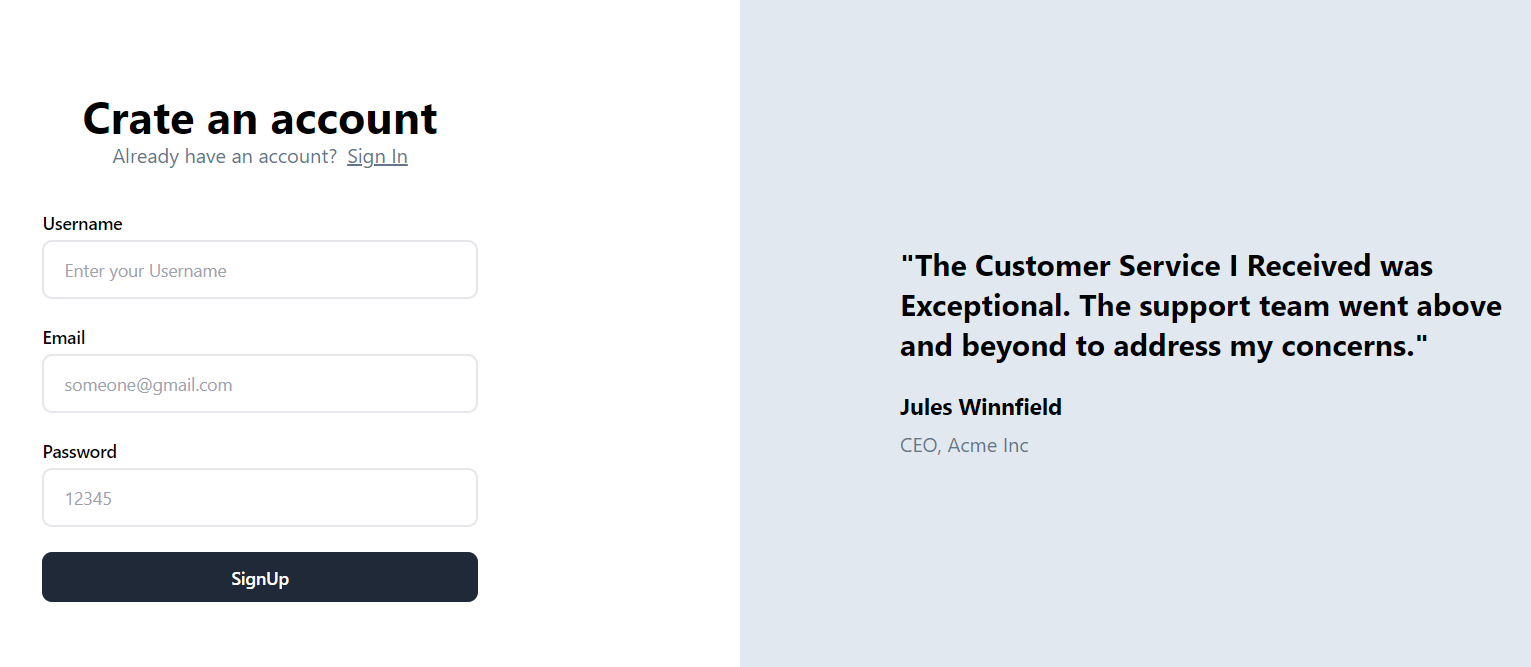 Crate an account
Already have an account? Sign In
Username
Enter your Username
Email
someone@gmail.com
Password
12345
SignUp
"The Customer Service I Received was
Exceptional. The support team went above
and beyond to address my concerns."
Jules Winnfield
CEO, Acme Inc